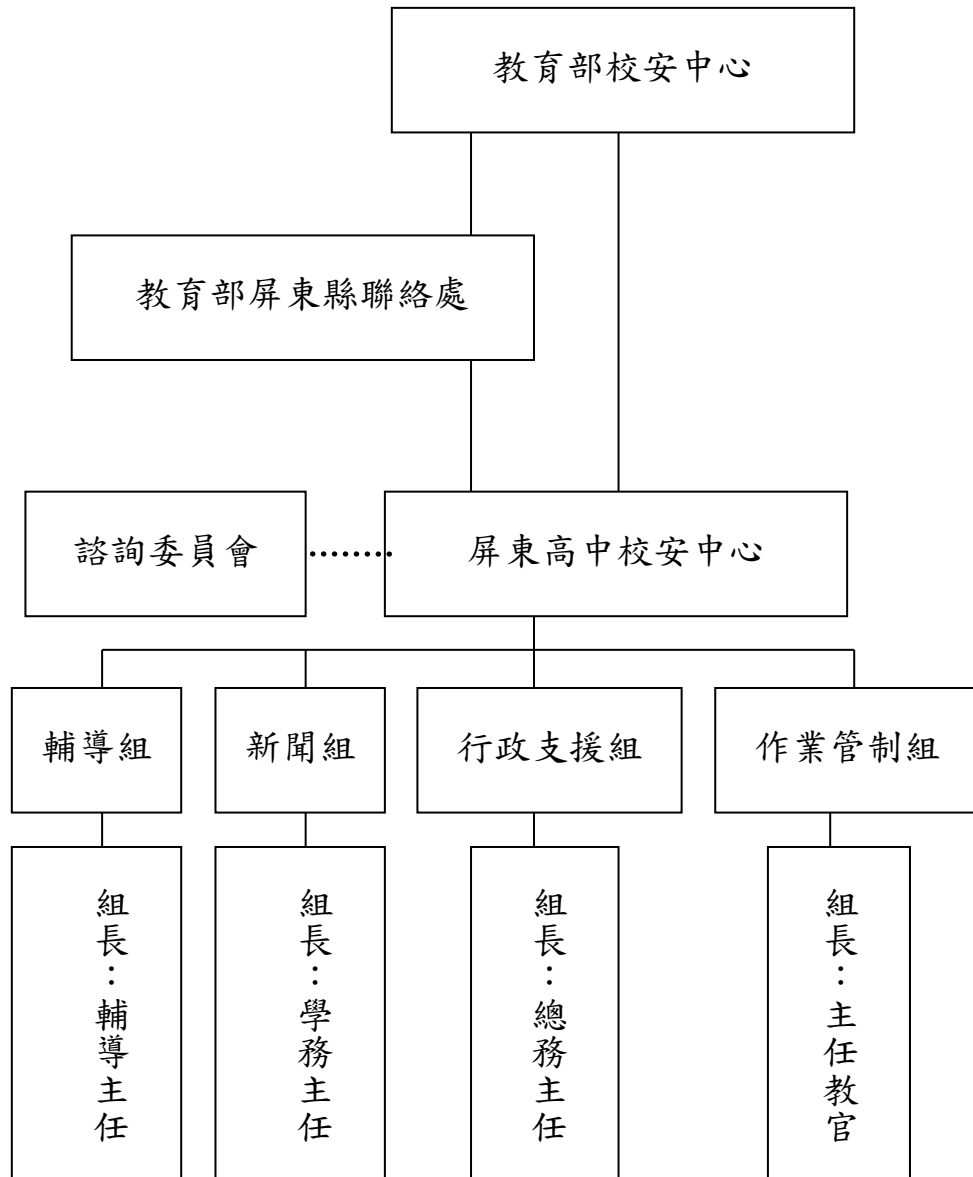 教育部校安中心
教育部屏東縣聯絡處
諮詢委員會
屏東高中校安中心
輔導組
新聞組
行政支援組
作業管制組
組長：輔導主任
組長：學務主任
組長：總務主任
組長：主任教官